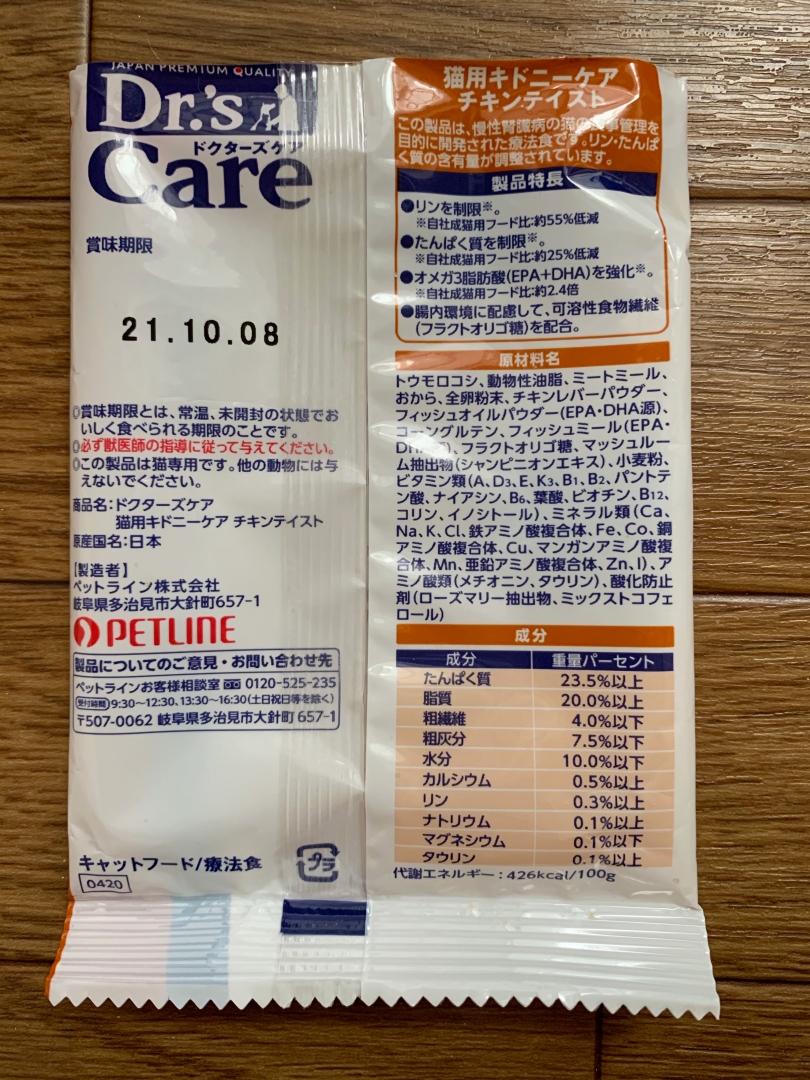 JAPAN PREMIUM QUALITY
Dr.'s
ドクターズケア
Care
賞味期限
21.10.08
◎賞味期限とは、常温、未開封の状態でお
いしく食べられる期限のことです。
◎必ず獣医師の指導に従って与えてください。
◎この製品は猫専用です。他の動物には与
えないでください。
商品名:ドクターズケア
猫用キドニーケア チキンテイスト
原産国名:日本
【製造者】
ペットライン株式会社
岐阜県多治見市大針町657-1
PETLINE
製品についてのご意見・お問い合わせ先
ペットラインお客様相談室 0120-525-235
受付時間 9:30〜12:30、13:30〜16:30(土日祝日等を除く)
〒507-0062 岐阜県多治見市大針町657-1
キャットフード/療法食
プラ
0420
猫用キドニーケア
チキンテイスト
この製品は、慢性腎臓病の猫の食事管理を
目的に開発された療法食です。リン・たんぱ
く質の含有量が調整されています。
製品特長
●リンを制限※。
※自社成猫用フード比:約55%低減
●たんぱく質を制限※。
※自社成猫用フード比:約25%低減
●オメガ3脂肪酸(EPA+DHA)を強化※。
※自社成猫用フード比:約2.4倍
●腸内環境に配慮して、可溶性食物繊維
(フラクトオリゴ糖)を配合。
原材料名
トウモロコシ、動物性油脂、ミートミール、
おから、全卵粉末、チキンレバーパウダー、
フィッシュオイルパウダー(EPA・DHA源)、
コーングルテン、フィッシュミール(EPA・
DHA源)、フラクトオリゴ糖、マッシュルー
ム抽出物(シャンピニオンエキス)、小麦粉、
ビタミン類(A、D3、E、K3、B1、B2、パントテ
ン酸、ナイアシン、B6、葉酸、ビオチン、B12、
コリン、イノシトール)、ミネラル類(Ca、
Na、K、Cl、鉄アミノ酸複合体、Fe、Co、銅
アミノ酸複合体、Cu、マンガンアミノ酸複
合体、Mn、亜鉛アミノ酸複合体、Zn、I)、ア
ミノ酸類(メチオニン、タウリン)、酸化防止
剤(ローズマリー抽出物、ミックストコフェ
ロール)
成分
成分 重量パーセント
たんぱく質 23.5%以上
脂質 20.0%以上
粗繊維 4.0%以下
粗灰分 7.5%以下
水分 10.0%以下
カルシウム 0.5%以上
リン 0.3%以上
ナトリウム 0.1%以上
マグネシウム 0.1%以下
タウリン 0.1%以上
代謝エネルギー:426kcal/100g